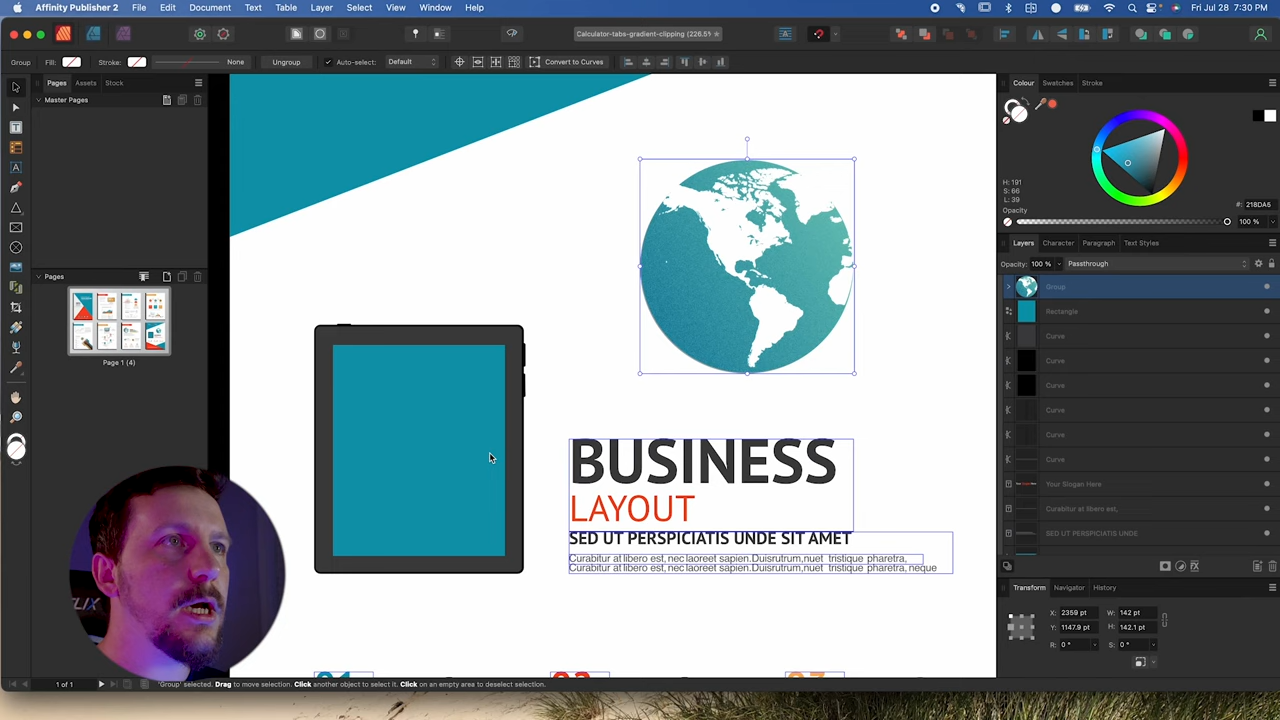 Affinity Publisher 2 File Edit Document Text Table Layer Select View Window Help Fri Jul 28 7:30 PM
Calculator-tabs-gradient-clipping (226.5%)
Group Fill: Stroke: None Ungroup Auto-select: Default Convert to Curves
Pages Assets Stock
Master Pages
Pages
Page 1 (4)
BUSINESS
LAYOUT
SED UT PERSPICIATIS UNDE SIT AMET
Curabitur at libero est, nec laoreet sapien.Duisrutrum,nuet tristique pharetra,
Curabitur at libero est, nec laoreet sapien.Duisrutrum,nuet tristique pharetra, neque
Colour Swatches Stroke
H: 191
S: 66
L: 39
#: 218DA5
Opacity
100 %
Layers Character Paragraph Text Styles
Opacity: 100 % Passthrough
Group
Rectangle
Curve
Curve
Curve
Curve
Curve
Curve
Your Slogan Here
Curabitur at libero est,
SED UT PERSPICIATIS UNDE
Transform Navigator History
X: 2359 pt W: 142 pt
Y: 1147.9 pt H: 142.1 pt
R: 0 ° S: 0 °
1 of 1
'Group' selected. Drag to move selection. Click another object to select it. Click on an empty area to deselect selection.